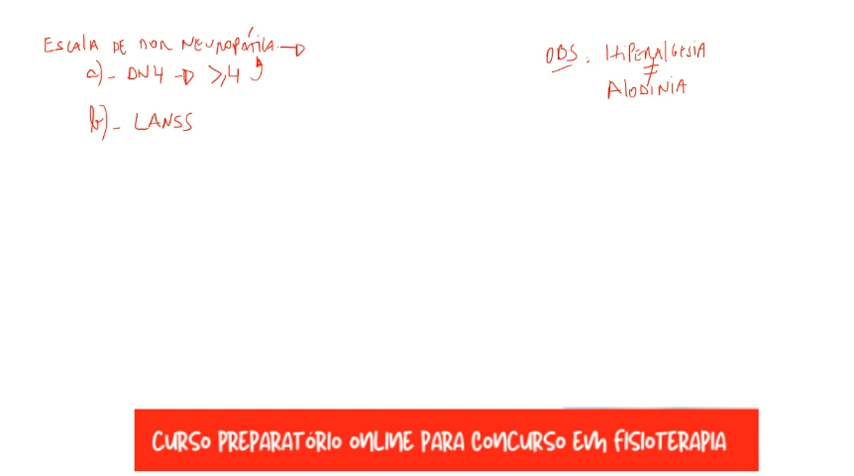 ESCALA DE DOR NEUROPÁTICA →
a)- DN4 → ≥4
b)- LANSS
OBS. HIPERALGESIA
≠
ALODINIA
CURSO PREPARATÓRIO ONLINE PARA CONCURSO EM FISIOTERAPIA